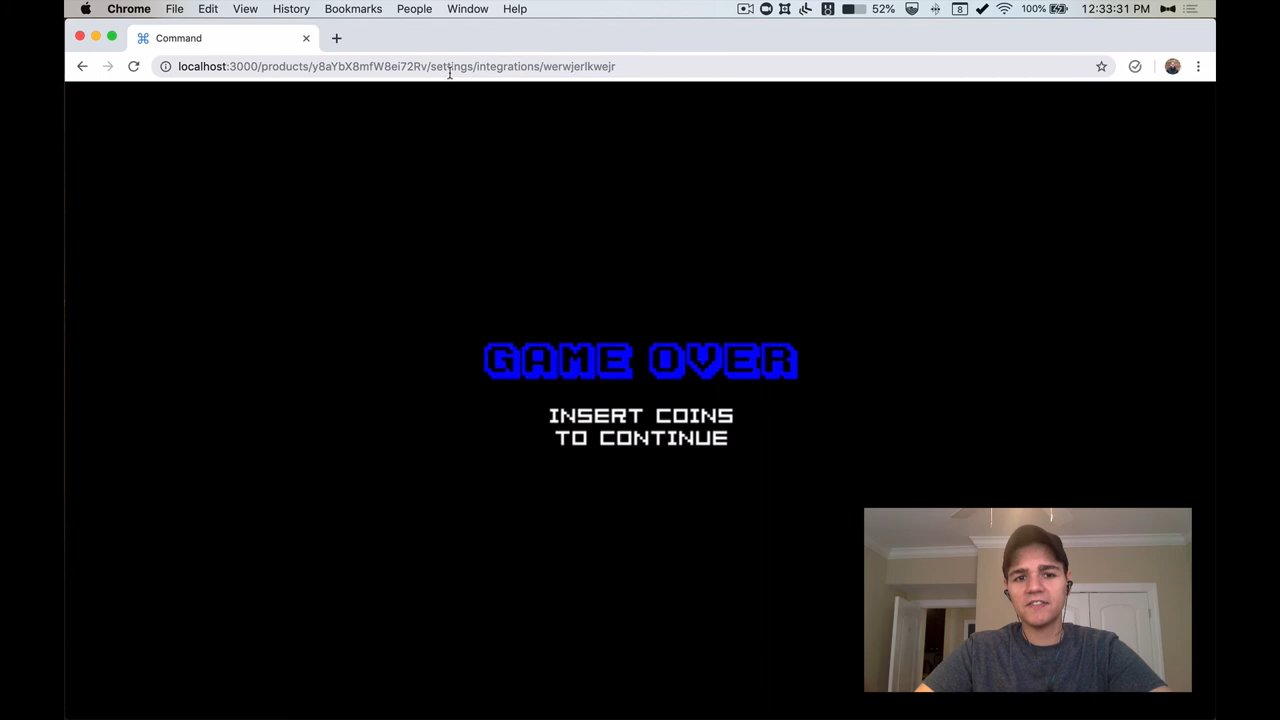 Chrome File Edit View History Bookmarks People Window Help 52% 8 100% 12:33:31 PM
Command
localhost:3000/products/y8aYbX8mfW8ei72Rv/settings/integrations/werwjerlkwejr
GAME OVER
INSERT COINS
TO CONTINUE